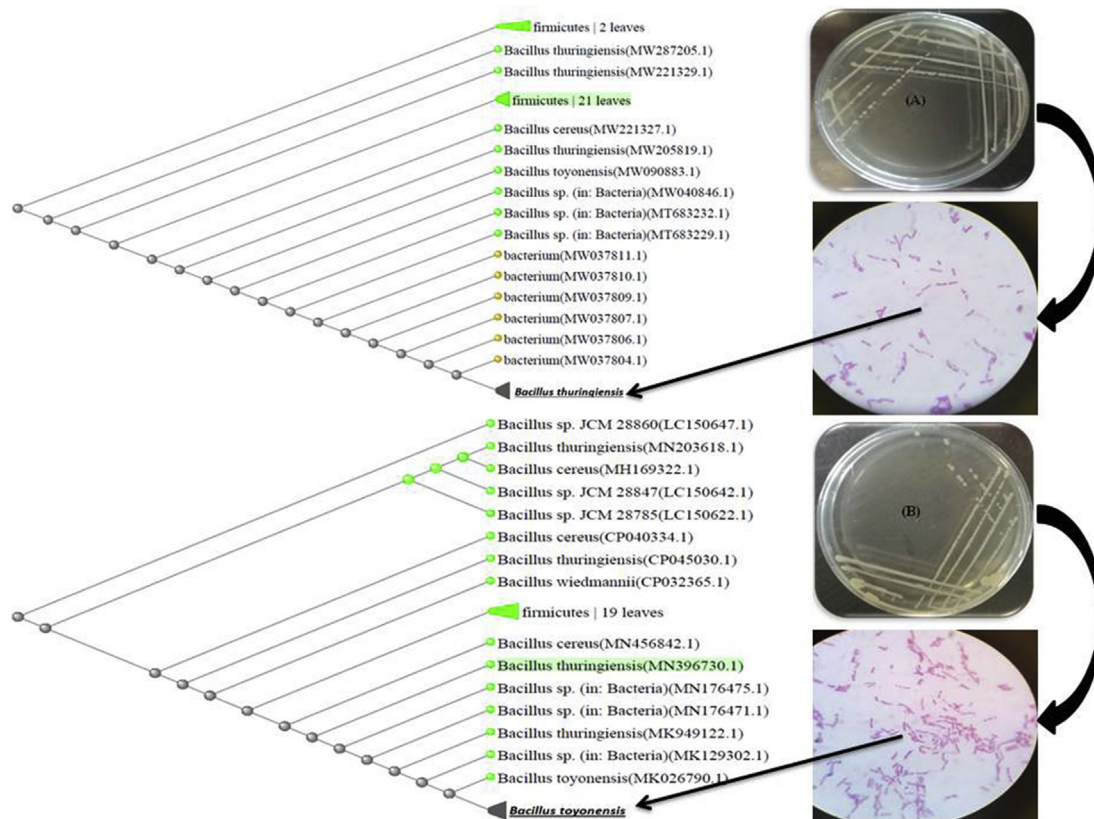 firmicutes | 2 leaves
Bacillus thuringiensis(MW287205.1)
Bacillus thuringiensis(MW221329.1)
firmicutes | 21 leaves
Bacillus cereus(MW221327.1)
Bacillus thuringiensis(MW205819.1)
Bacillus toyonensis(MW090883.1)
Bacillus sp. (in: Bacteria)(MW040846.1)
Bacillus sp. (in: Bacteria)(MT683232.1)
Bacillus sp. (in: Bacteria)(MT683229.1)
bacterium(MW037811.1)
bacterium(MW037810.1)
bacterium(MW037809.1)
bacterium(MW037807.1)
bacterium(MW037806.1)
bacterium(MW037804.1)
Bacillus thuringiensis
(A)
Bacillus sp. JCM 28860(LC150647.1)
Bacillus thuringiensis(MN203618.1)
Bacillus cereus(MH169322.1)
Bacillus sp. JCM 28847(LC150642.1)
Bacillus sp. JCM 28785(LC150622.1)
Bacillus cereus(CP040334.1)
Bacillus thuringiensis(CP045030.1)
Bacillus wiedmannii(CP032365.1)
firmicutes | 19 leaves
Bacillus cereus(MN456842.1)
Bacillus thuringiensis(MN396730.1)
Bacillus sp. (in: Bacteria)(MN176475.1)
Bacillus sp. (in: Bacteria)(MN176471.1)
Bacillus thuringiensis(MK949122.1)
Bacillus sp. (in: Bacteria)(MK129302.1)
Bacillus toyonensis(MK026790.1)
Bacillus toyonensis
(B)